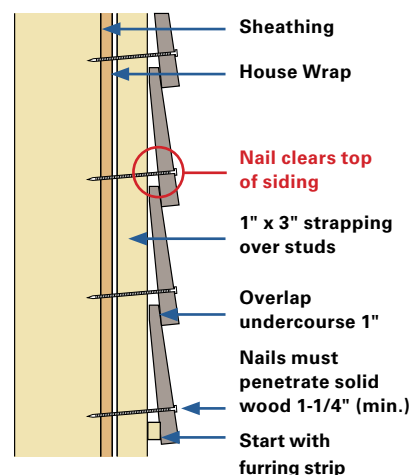 Sheathing
House Wrap
Nail clears top
of siding
1" x 3" strapping
over studs
Overlap
undercourse 1"
Nails must
penetrate solid
wood 1-1/4" (min.)
Start with
furring strip